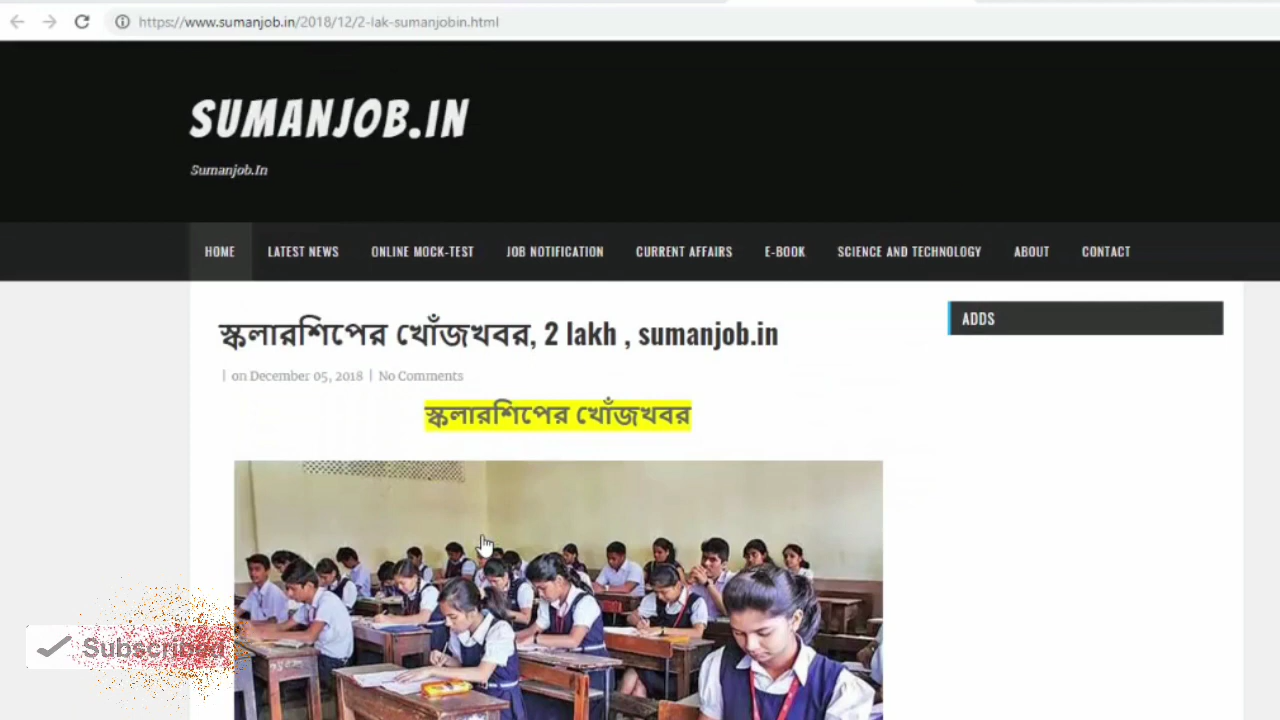 https://www.sumanjob.in/2018/12/2-lak-sumanjobin.html
SUMANJOB.IN
Sumanjob.In
HOME LATEST NEWS ONLINE MOCK-TEST JOB NOTIFICATION CURRENT AFFAIRS E-BOOK SCIENCE AND TECHNOLOGY ABOUT CONTACT
স্কলারশিপের খোঁজখবর, 2 lakh , sumanjob.in
ADDS
| on December 05, 2018 | No Comments
স্কলারশিপের খোঁজখবর
Subscribed